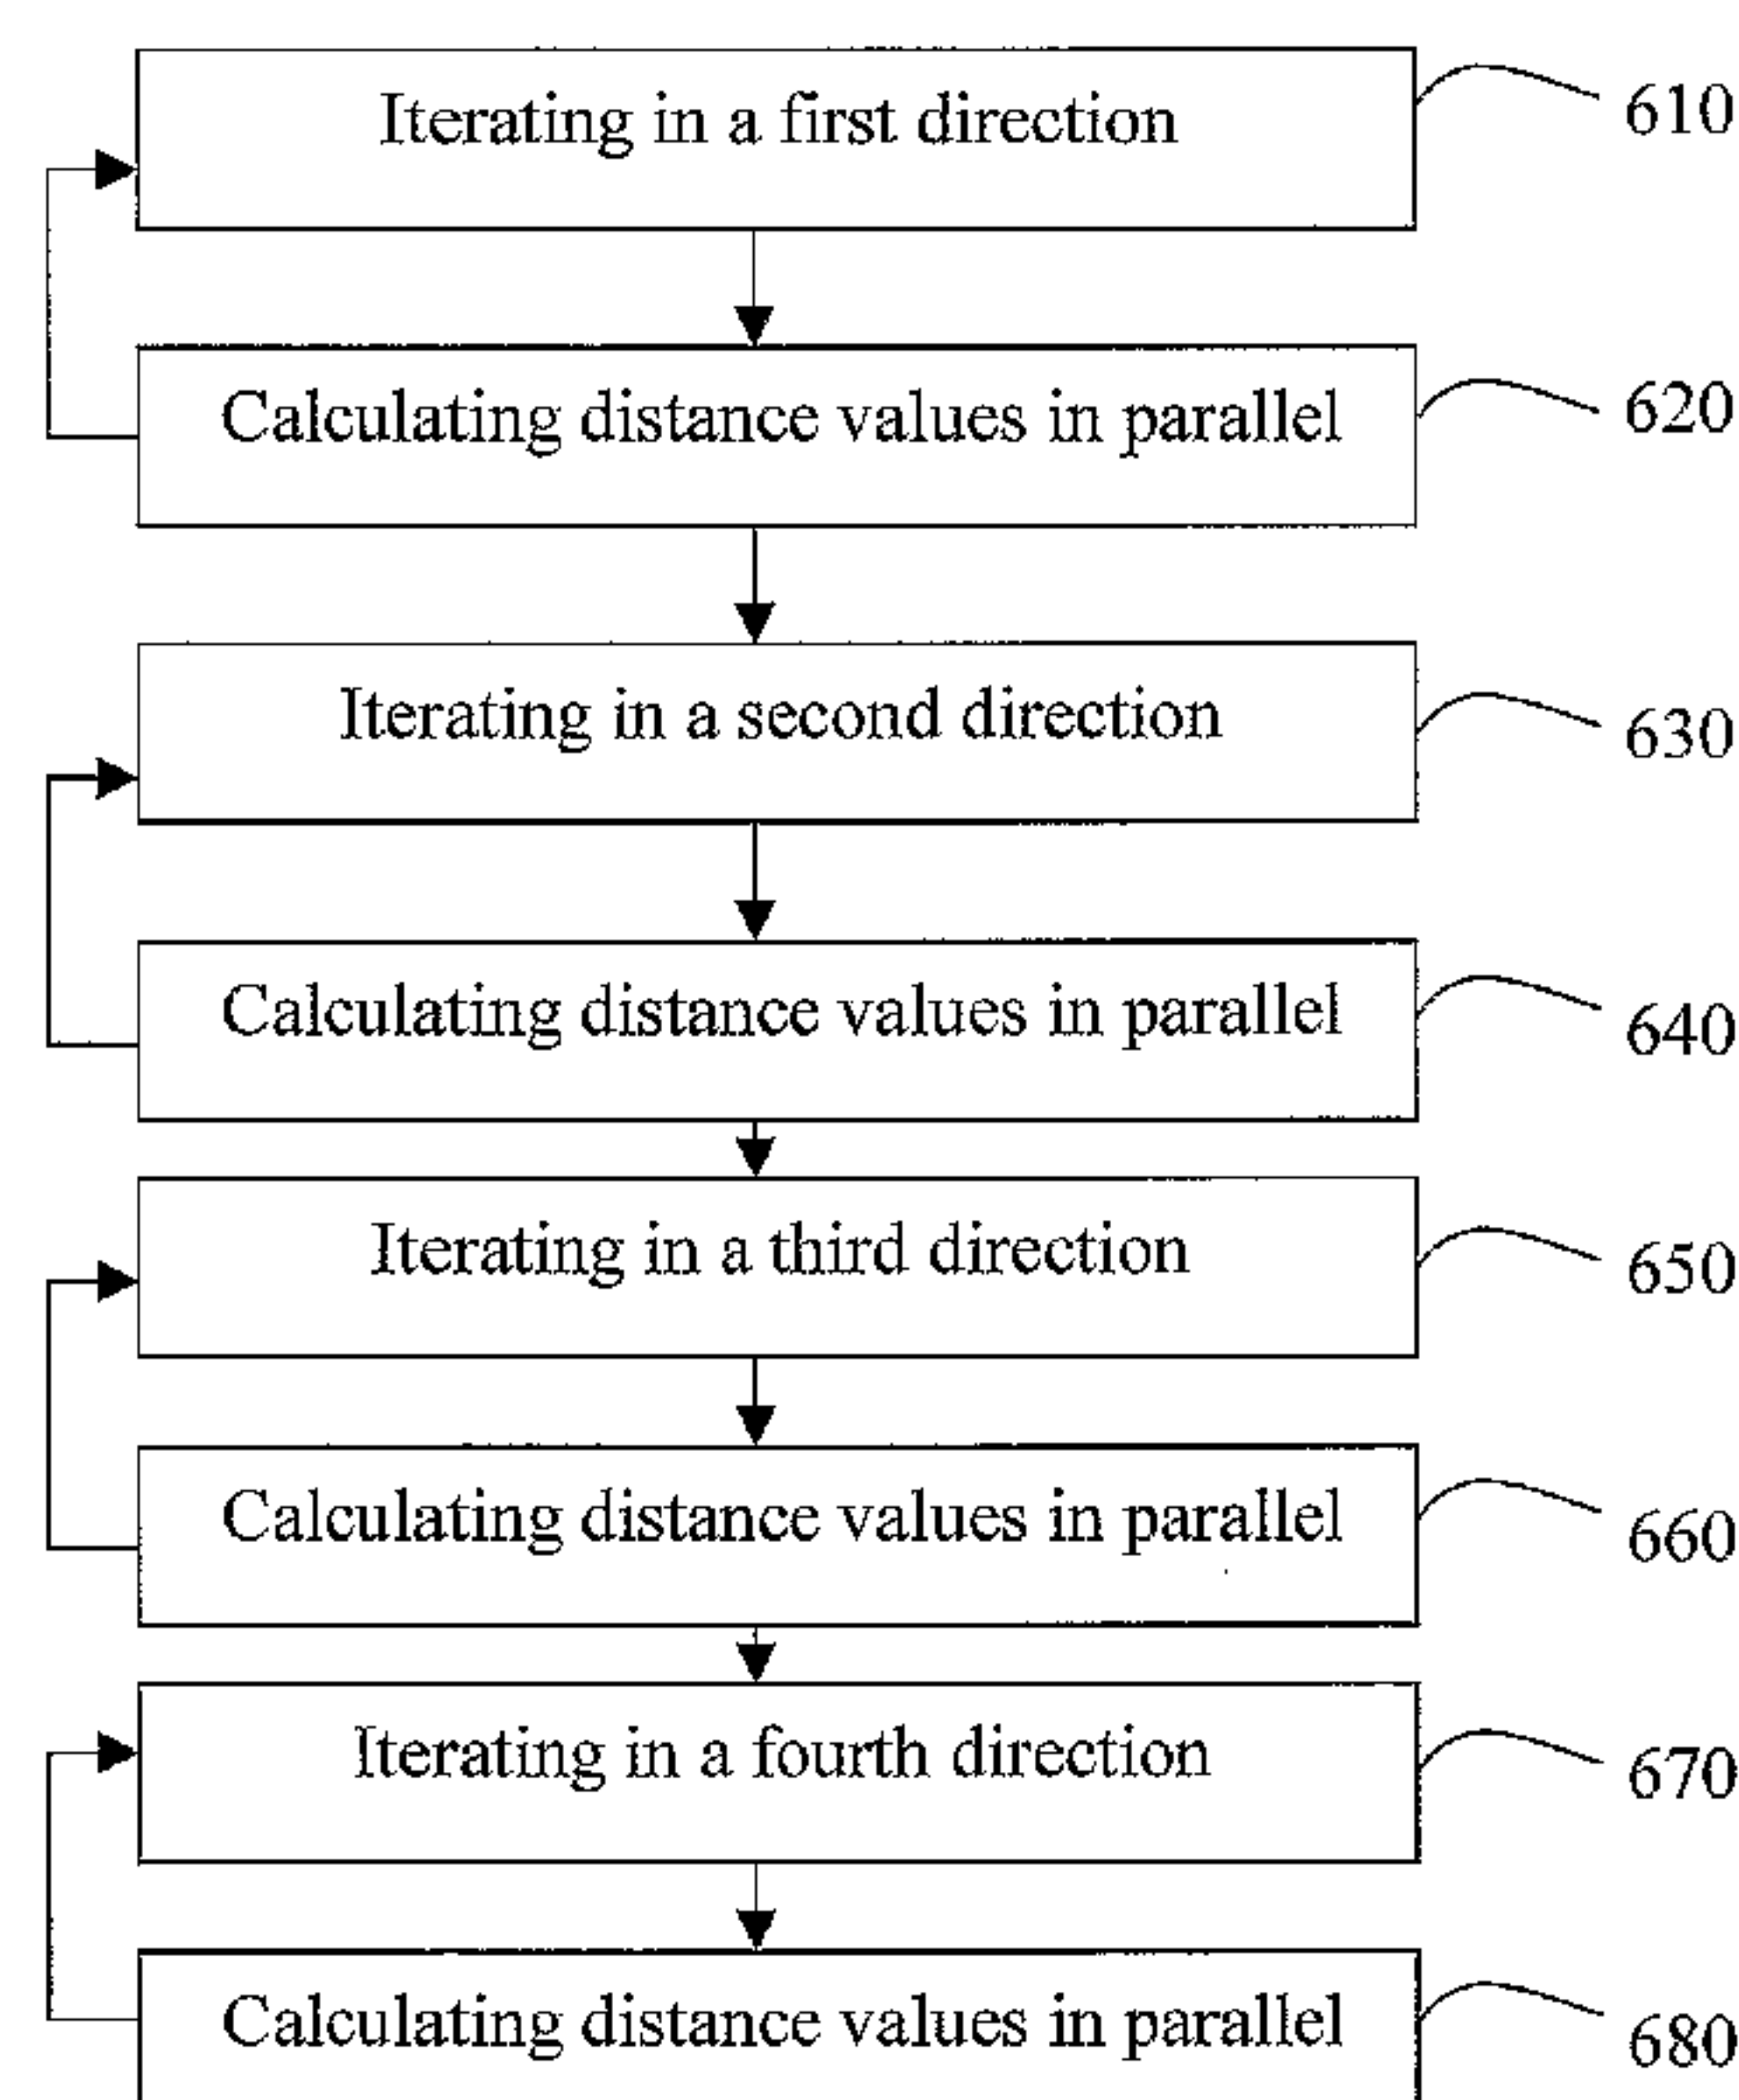 Iterating in a first direction
610
Calculating distance values in parallel
620
Iterating in a second direction
630
Calculating distance values in parallel
640
Iterating in a third direction
650
Calculating distance values in parallel
660
Iterating in a fourth direction
670
Calculating distance values in parallel
680